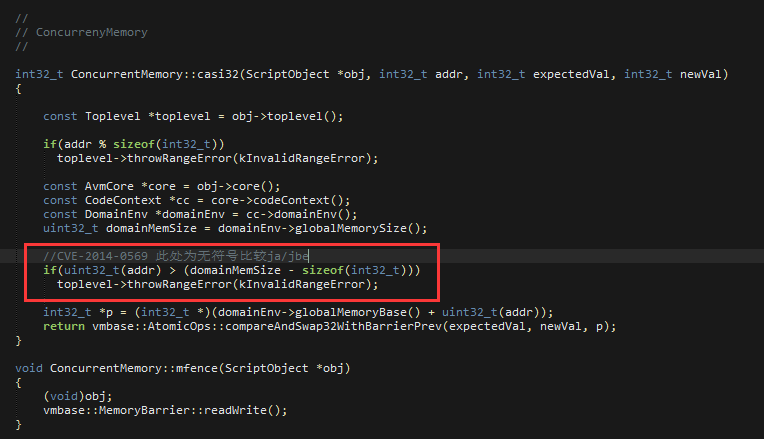 //
// ConcurrenyMemory
//
int32_t ConcurrentMemory::casi32(ScriptObject *obj, int32_t addr, int32_t expectedVal, int32_t newVal)
{
    const Toplevel *toplevel = obj->toplevel();
    if(addr % sizeof(int32_t))
      toplevel->throwRangeError(kInvalidRangeError);
    const AvmCore *core = obj->core();
    const CodeContext *cc = core->codeContext();
    const DomainEnv *domainEnv = cc->domainEnv();
    uint32_t domainMemSize = domainEnv->globalMemorySize();
    //CVE-2014-0569 此处为无符号比较ja/jbe
    if(uint32_t(addr) > (domainMemSize - sizeof(int32_t)))
      toplevel->throwRangeError(kInvalidRangeError);
    int32_t *p = (int32_t *)(domainEnv->globalMemoryBase() + uint32_t(addr));
    return vmbase::AtomicOps::compareAndSwap32WithBarrierPrev(expectedVal, newVal, p);
}
void ConcurrentMemory::mfence(ScriptObject *obj)
{
    (void)obj;
    vmbase::MemoryBarrier::readWrite();
}